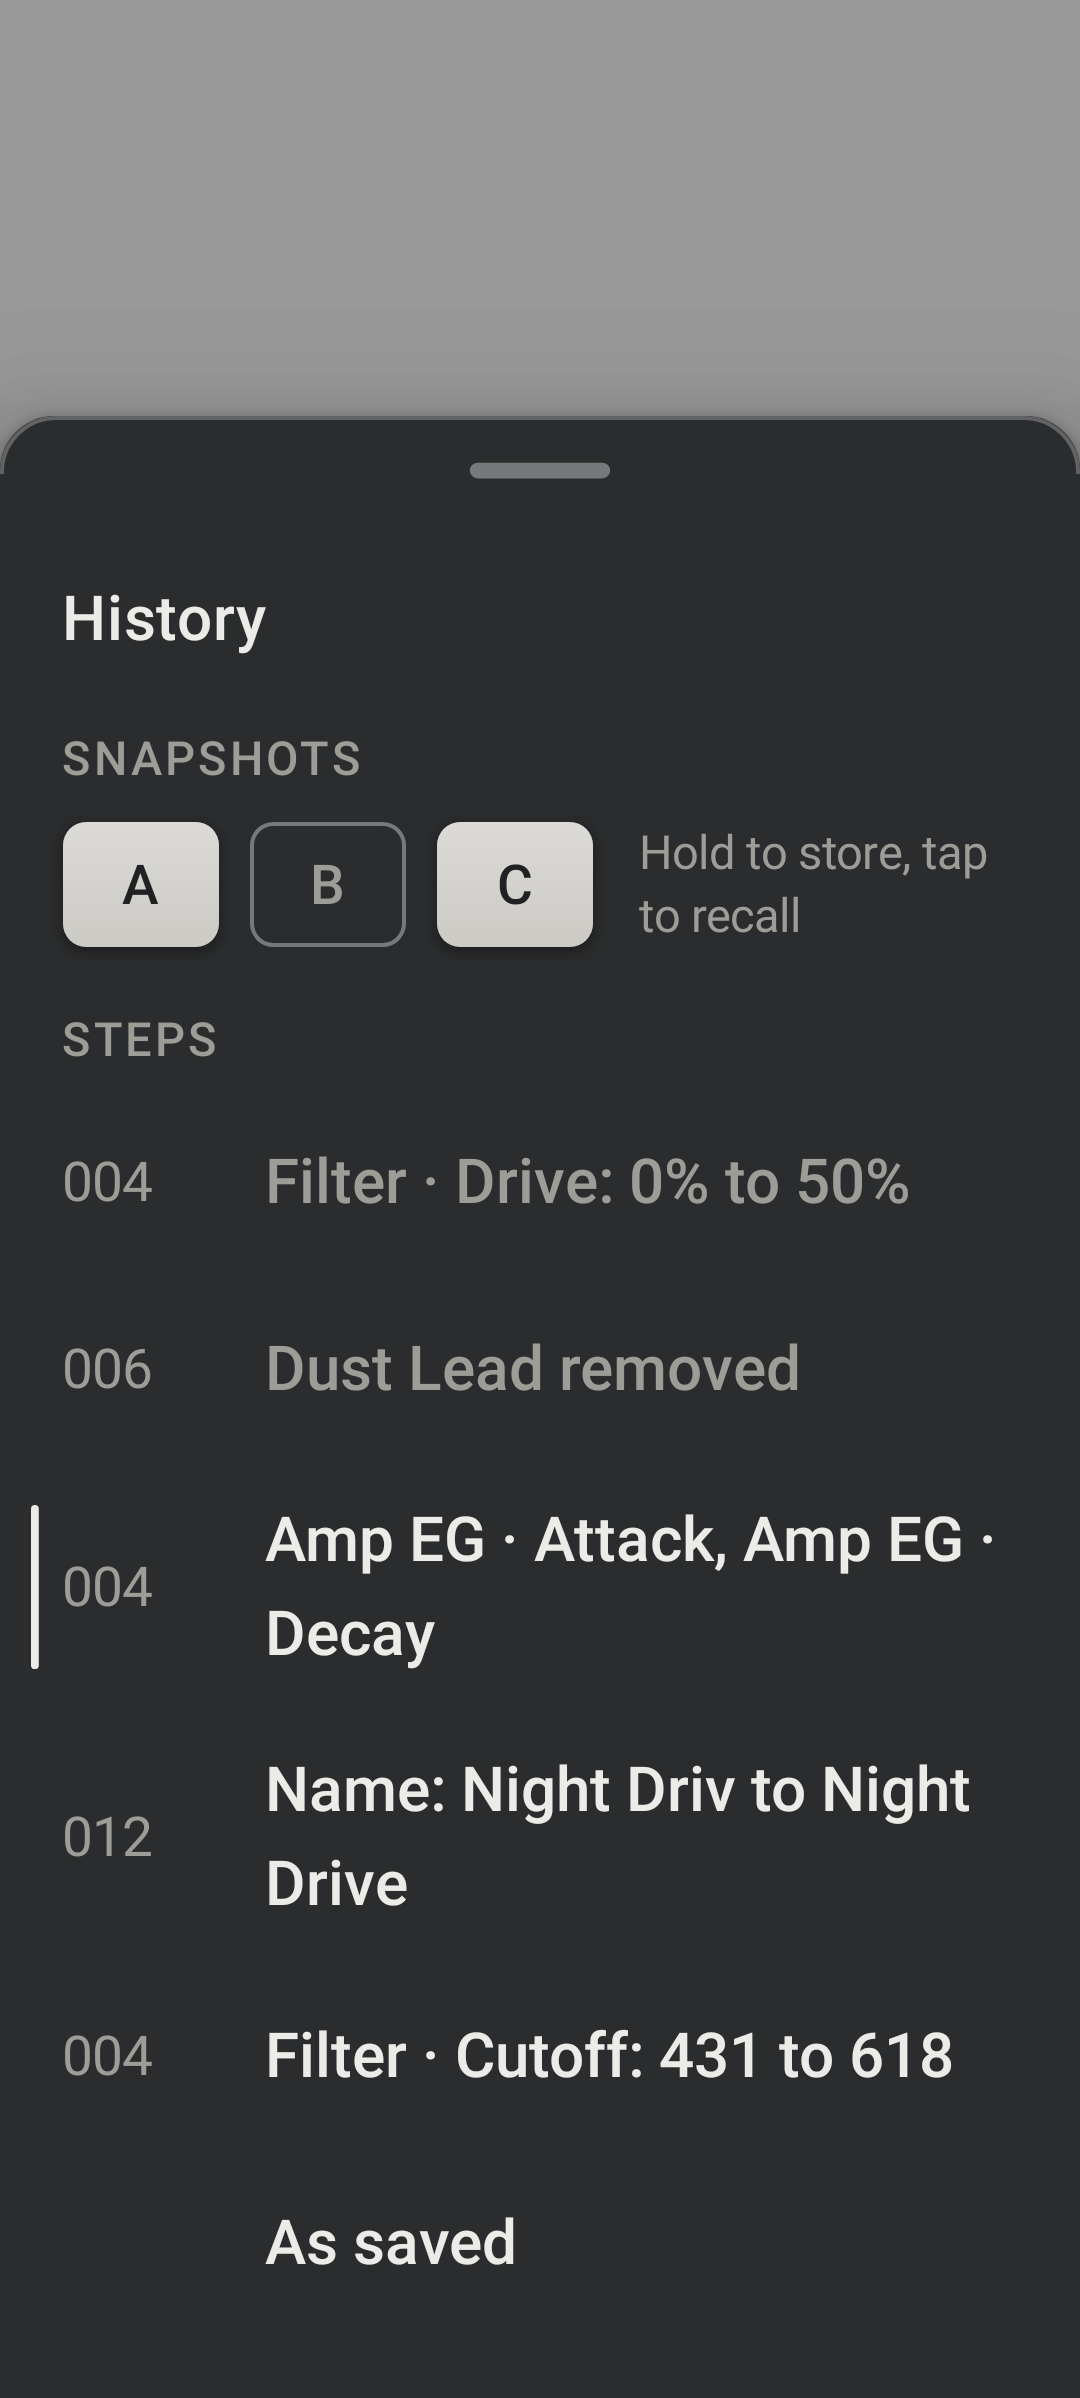 History
SNAPSHOTS
A
B
C
Hold to store, tap
to recall
STEPS
004
Filter · Drive: 0% to 50%
006
Dust Lead removed
004
Amp EG · Attack, Amp EG ·
Decay
012
Name: Night Driv to Night
Drive
004
Filter · Cutoff: 431 to 618
As saved